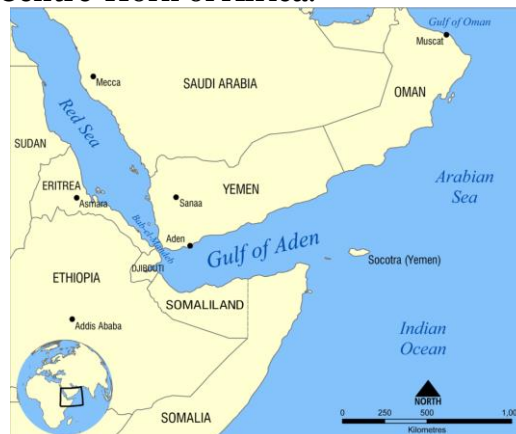 Gulf of Oman
Muscat
Mecca
SAUDI ARABIA
OMAN
Red Sea
SUDAN
Arabian
Sea
ERITREA
Asmara
YEMEN
Sanaa
Bab-el-Mandeb
Aden
Gulf of Aden
Socotra (Yemen)
DJIBOUTI
ETHIOPIA
SOMALILAND
Addis Ababa
Indian
Ocean
NORTH
SOMALIA
0 250 500 1,00
Kilometres